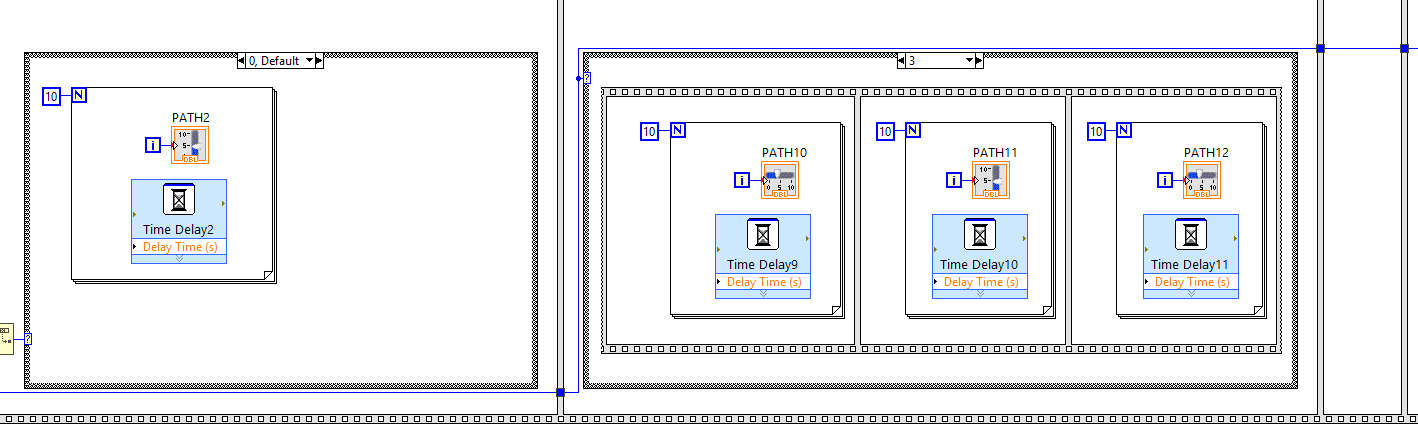 0, Default
10 N
PATH2
10
5
DBL
i
Time Delay2
Delay Time (s)
?
3
?
10 N
PATH10
i
0 5 10
DBL
Time Delay9
Delay Time (s)
10 N
PATH11
10
5
DBL
i
Time Delay10
Delay Time (s)
10 N
PATH12
i
0 5 10
DBL
Time Delay11
Delay Time (s)